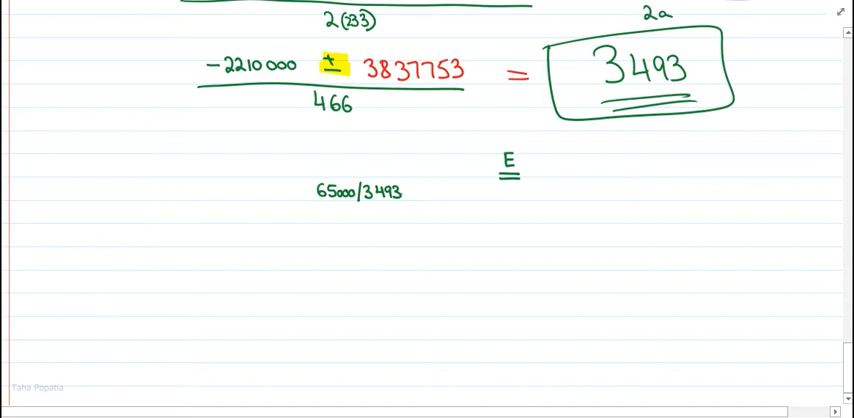 2(233) 2a
-2210000 ± 3837753 = 3493
466
E
65000/3493
Taha Popatia